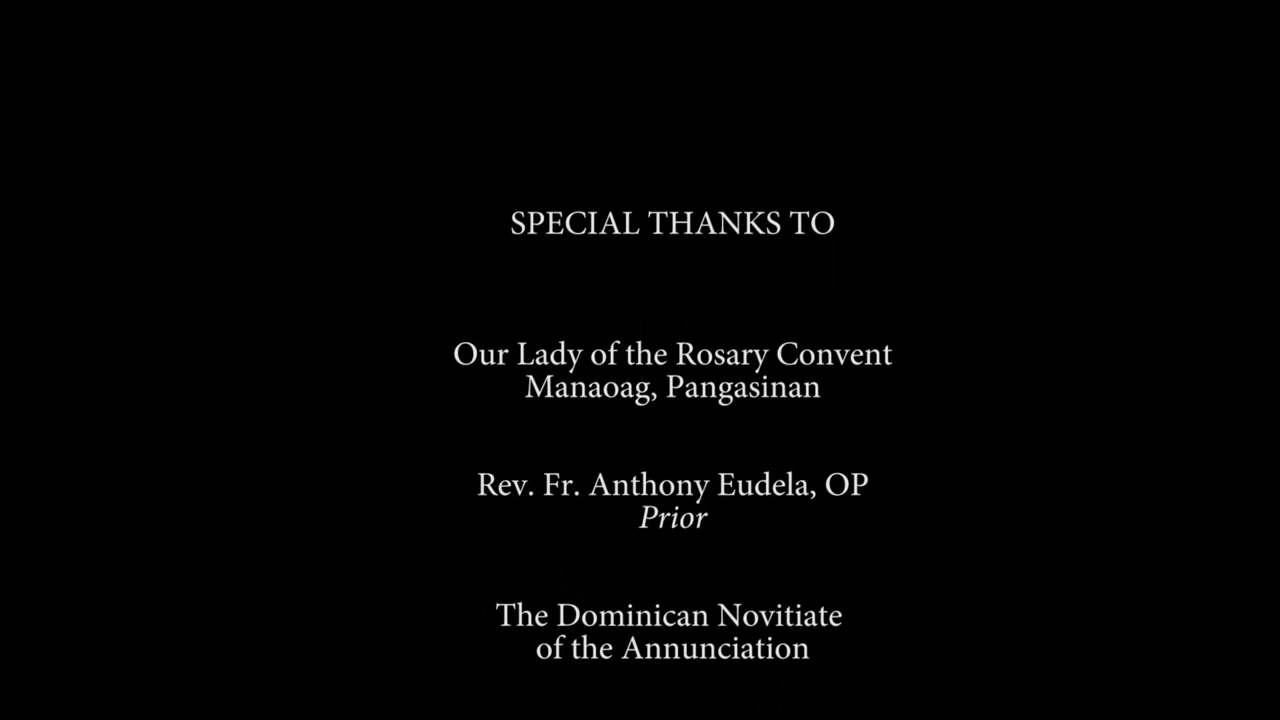 SPECIAL THANKS TO
Our Lady of the Rosary Convent
Manaoag, Pangasinan
Rev. Fr. Anthony Eudela, OP
Prior
The Dominican Novitiate
of the Annunciation